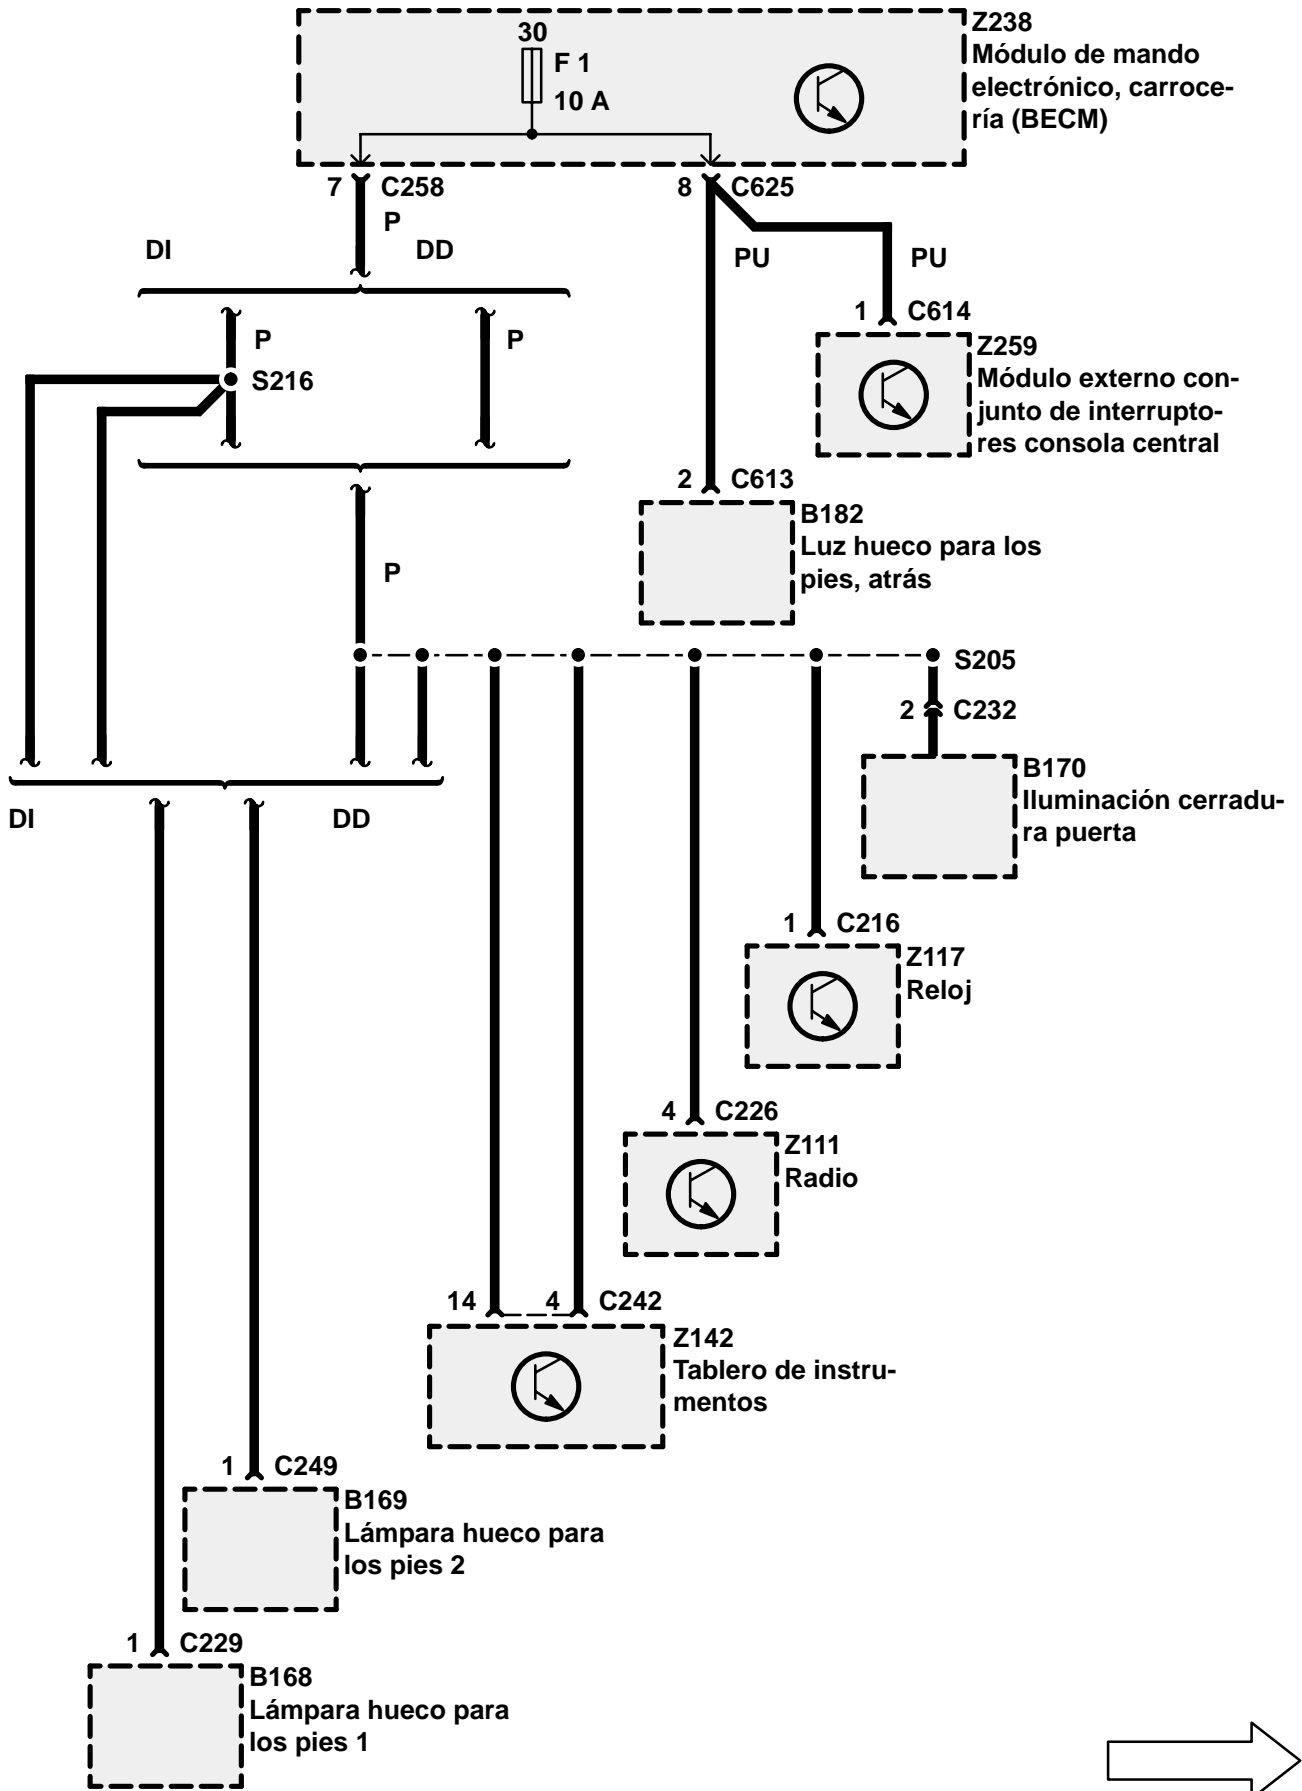 30
F 1
10 A
Z238
Módulo de mando
electrónico, carroce-
ría (BECM)
7 C258
8 C625
P
DI
DD
PU
PU
1 C614
P
P
S216
Z259
Módulo externo con-
junto de interrupto-
res consola central
2 C613
B182
Luz hueco para los
pies, atrás
P
S205
2 C232
B170
Iluminación cerradu-
ra puerta
DI
DD
1 C216
Z117
Reloj
4 C226
Z111
Radio
14 4 C242
Z142
Tablero de instru-
mentos
1 C249
B169
Lámpara hueco para
los pies 2
1 C229
B168
Lámpara hueco para
los pies 1